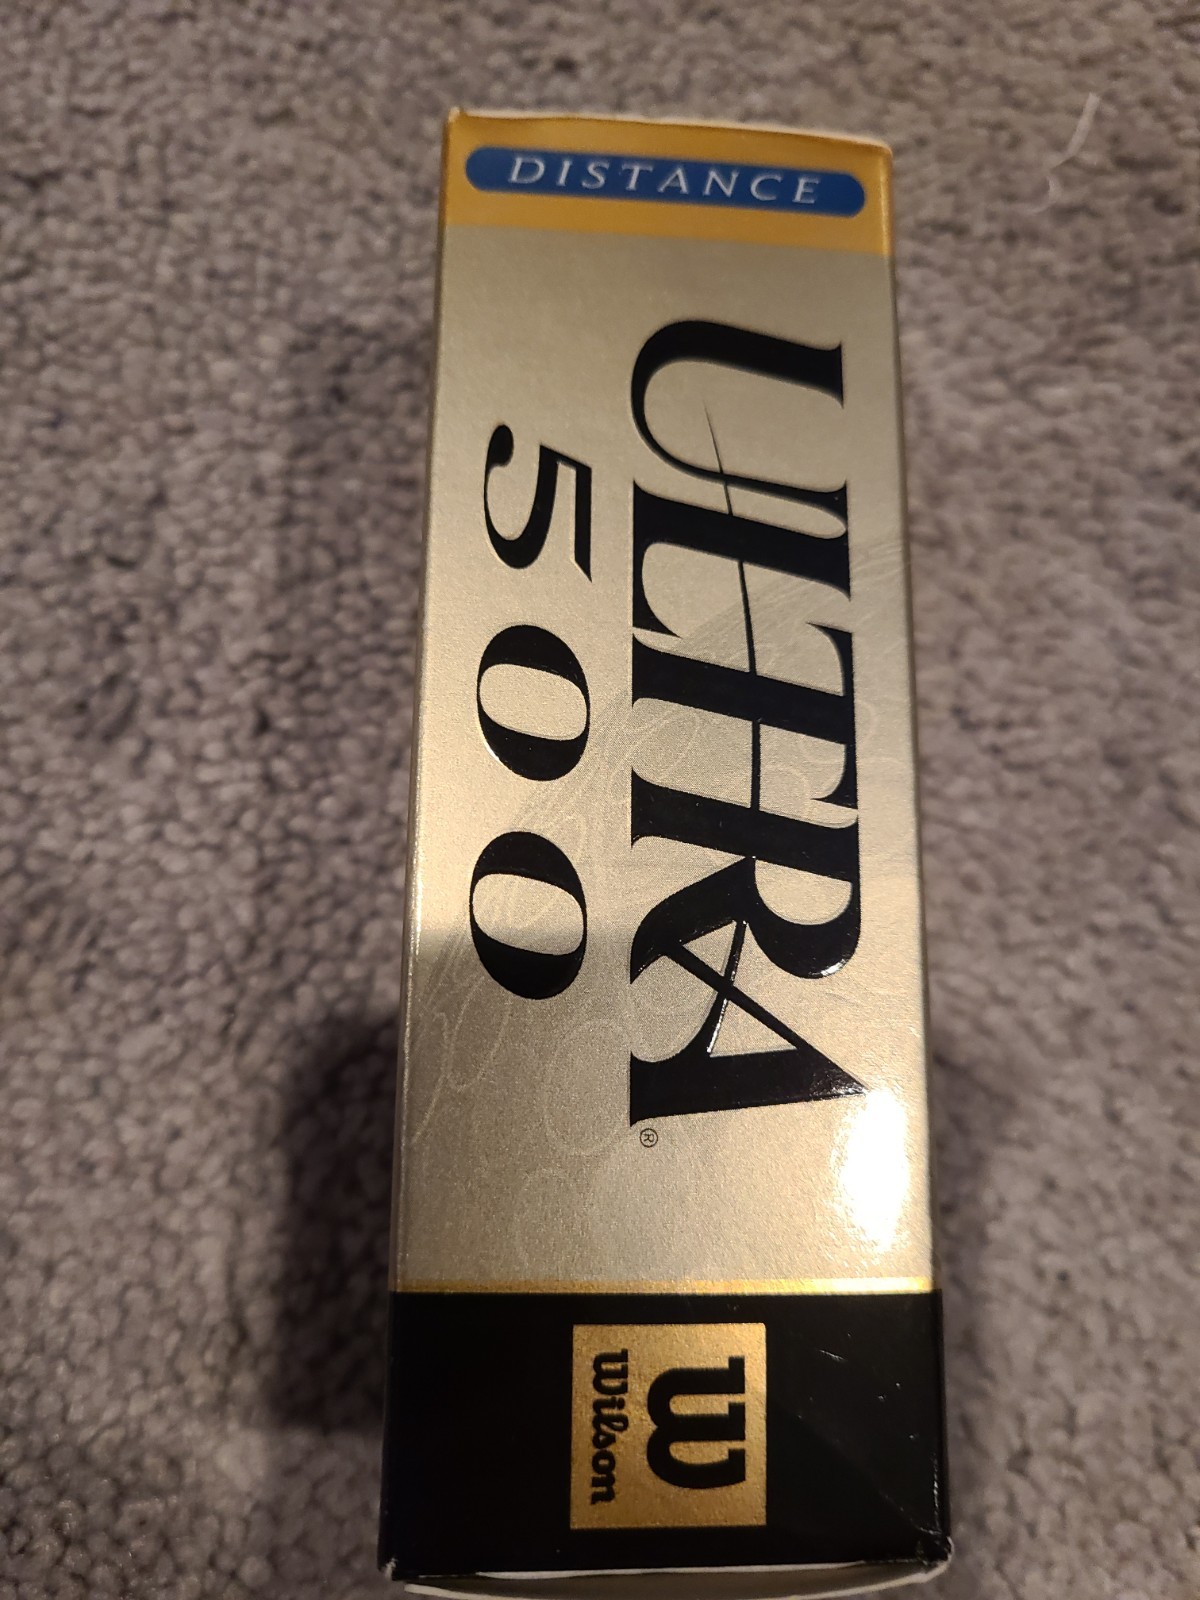 DISTANCE
ULTRA®
500
W
Wilson